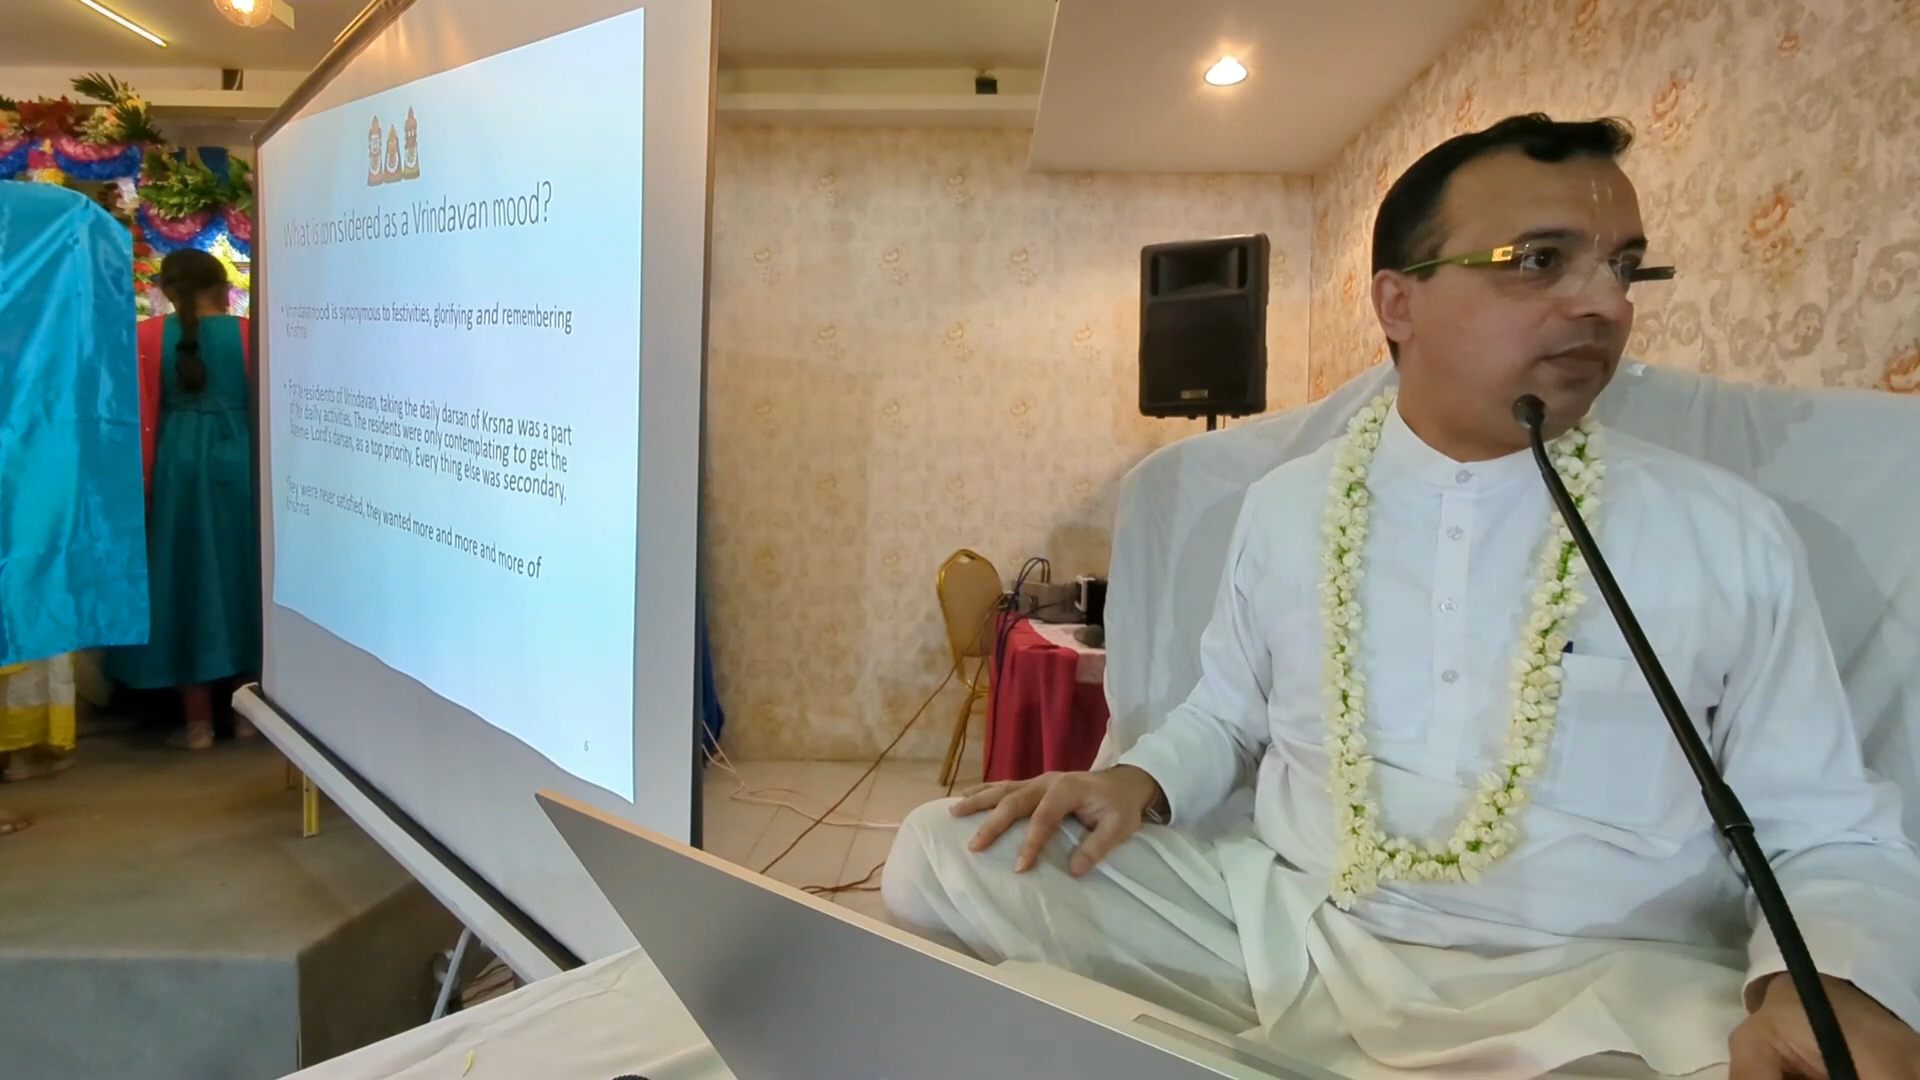 What is considered as a Vrindavan mood?
mood is synonymous to festivities, glorifying and remembering
Krishna
residents of Vrindavan, taking the daily darsan of Krsna was a part
daily activities. The residents were only contemplating to get the
Lord's darsan, as a top priority. Every thing else was secondary.
They were never satisfied, they wanted more and more and more of
Krishna
6